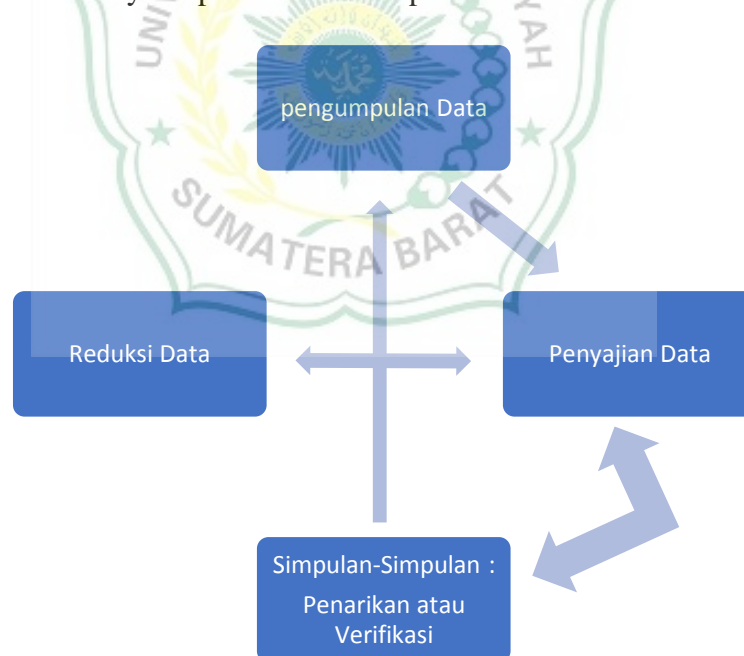 pengumpulan Data
SUMATERA BARAT
Reduksi Data
Penyajian Data
Simpulan-Simpulan :
Penarikan atau
Verifikasi